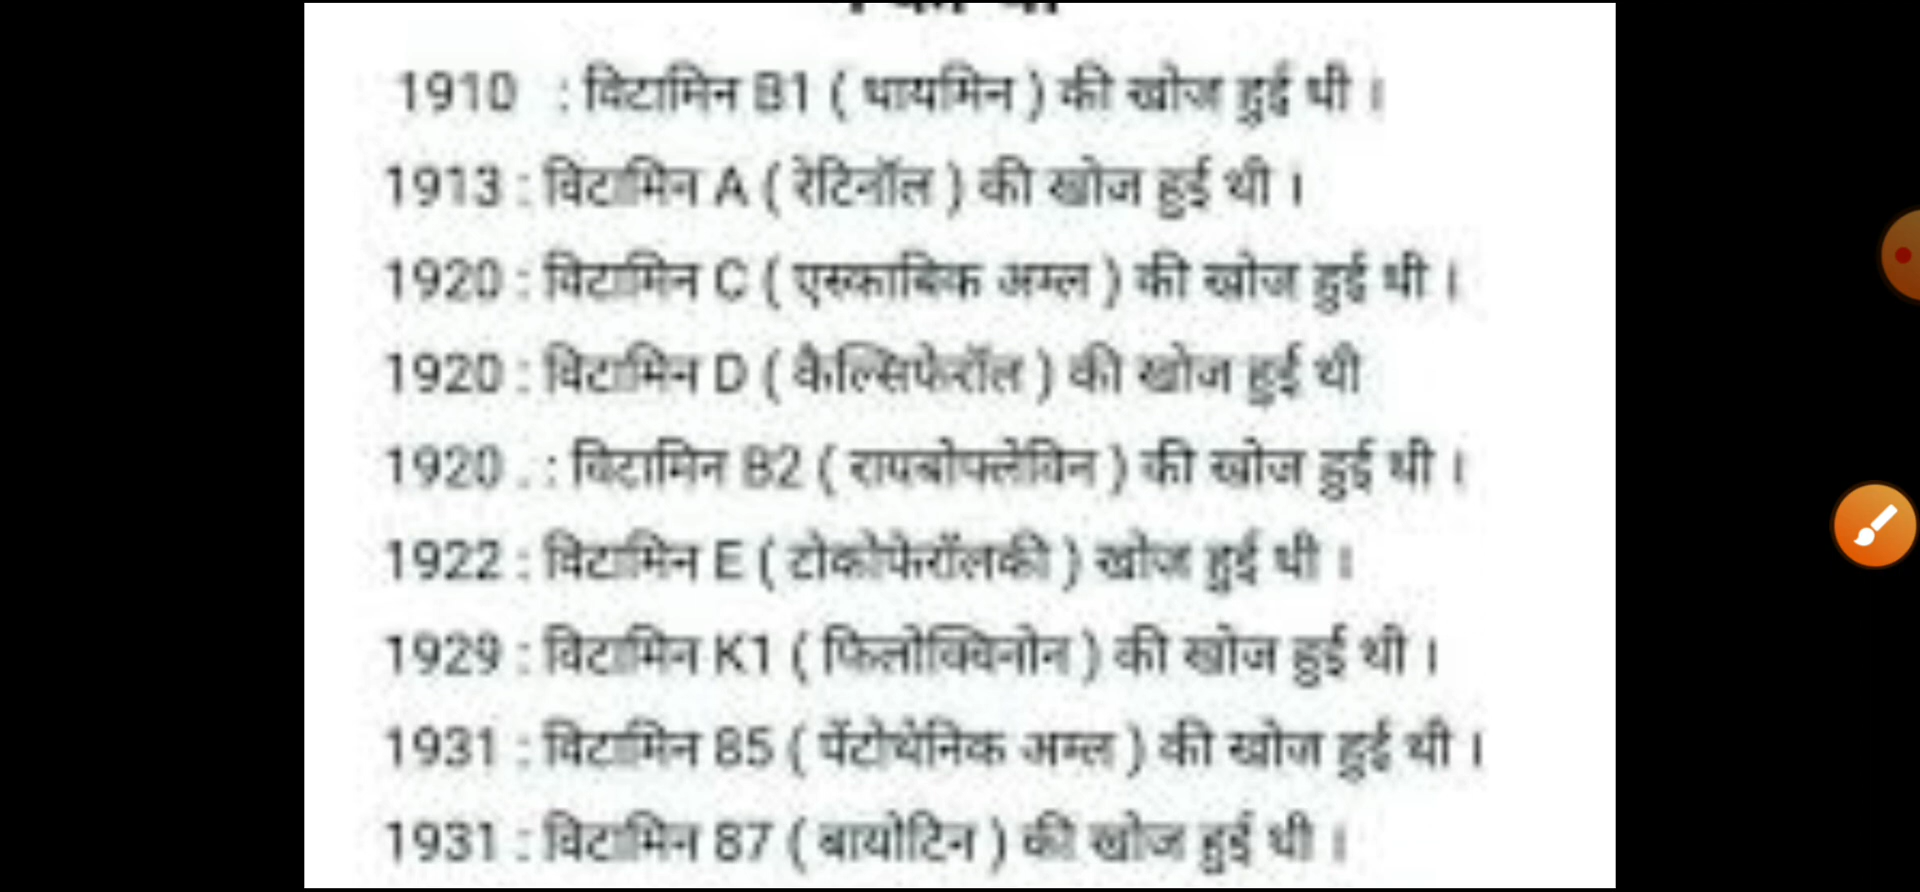 1910 : विटामिन B1 ( थायमिन ) की खोज हुई थी ।
1913 : विटामिन A ( रेटिनॉल ) की खोज हुई थी ।
1920 : विटामिन C ( एस्काबिक अम्ल ) की खोज हुई थी ।
1920 : विटामिन D ( कैल्सिफेरॉल ) की खोज हुई थी
1920 . : विटामिन B2 ( रायबोफ्लेविन ) की खोज हुई थी ।
1922 : विटामिन E ( टोकोफेरॉलकी ) खोज हुई थी ।
1929 : विटामिन K1 ( फिलोक्विनोन ) की खोज हुई थी ।
1931 : विटामिन B5 ( पेंटोथेनिक अम्ल ) की खोज हुई थी ।
1931 : विटामिन B7 ( बायोटिन ) की खोज हुई थी ।